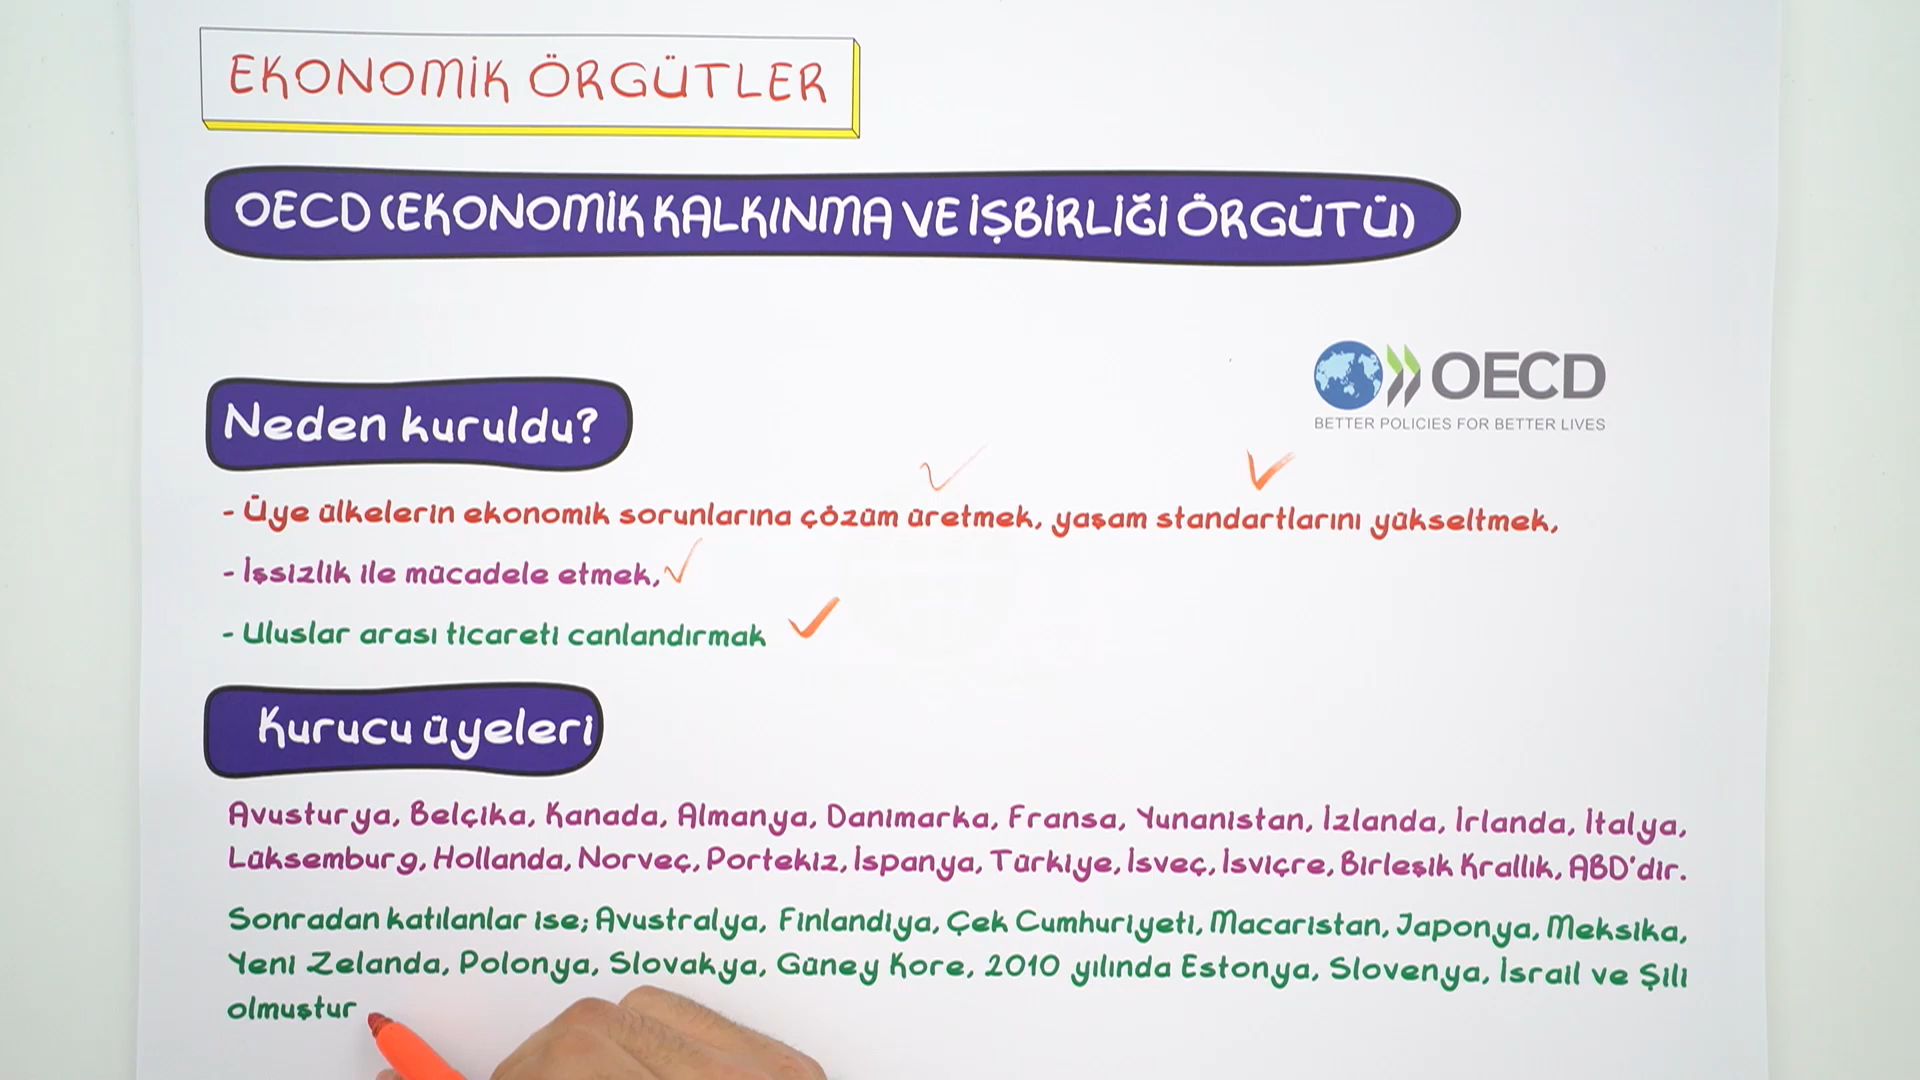 EKONOMİK ÖRGÜTLER
OECD (EKONOMİK KALKINMA VE İŞBİRLİĞİ ÖRGÜTÜ)
OECD
BETTER POLICIES FOR BETTER LIVES
Neden kuruldu?
- Üye ülkelerin ekonomik sorunlarına çözüm üretmek, yaşam standartlarını yükseltmek,
- İşsizlik ile mücadele etmek,
- Uluslar arası ticareti canlandırmak
Kurucu üyeleri
Avusturya, Belçika, Kanada, Almanya, Danimarka, Fransa, Yunanistan, İzlanda, İrlanda, İtalya,
Lüksemburg, Hollanda, Norveç, Portekiz, İspanya, Türkiye, İsveç, İsviçre, Birleşik Krallık, ABD'dir.
Sonradan katılanlar ise; Avustralya, Finlandiya, Çek Cumhuriyeti, Macaristan, Japonya, Meksika,
Yeni Zelanda, Polonya, Slovakya, Güney Kore, 2010 yılında Estonya, Slovenya, İsrail ve Şili
olmuştur